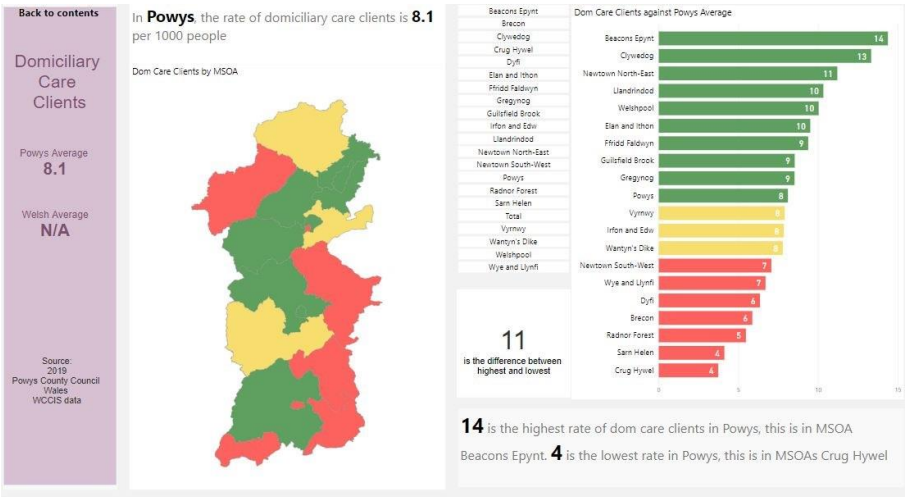 Back to contents
Domiciliary
Care
Clients
Powys Average
8.1
Welsh Average
N/A
Source:
2019
Powys County Council
Wales
WCCIS data
In Powys, the rate of domiciliary care clients is 8.1
per 1000 people
Dom Care Clients by MSOA
Beacons Epynt
Brecon
Clywedog
Crug Hywel
Dyfi
Elan and Ithon
Ffridd Faldwyn
Gregynog
Guilsfield Brook
Irfon and Edw
Llandrindod
Newtown North-East
Newtown South-West
Powys
Radnor Forest
Sarn Helen
Total
Vyrnwy
Wantyn's Dike
Welshpool
Wye and Llynfi
11
is the difference between
highest and lowest
Dom Care Clients against Powys Average
Beacons Epynt 14
Clywedog 13
Newtown North-East 11
Llandrindod 10
Welshpool 10
Elan and Ithon 10
Ffridd Faldwyn 9
Guilsfield Brook 9
Gregynog 9
Powys 8
Vyrnwy 8
Irfon and Edw 8
Wantyn's Dike 8
Newtown South-West 7
Wye and Llynfi 7
Dyfi 6
Brecon 6
Radnor Forest 5
Sarn Helen 4
Crug Hywel 4
0 5 10 15
14 is the highest rate of dom care clients in Powys, this is in MSOA
Beacons Epynt. 4 is the lowest rate in Powys, this is in MSOAs Crug Hywel